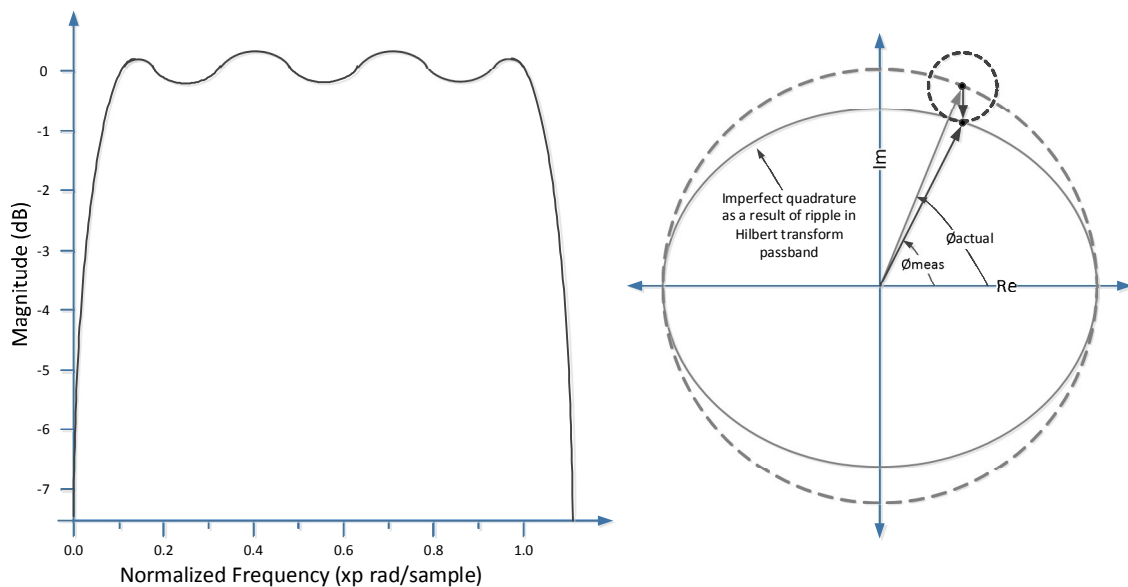 0
-1
-2
-3
-4
-5
-6
-7
Magnitude (dB)
0.0
0.2
0.4
0.6
0.8
1.0
Normalized Frequency (xp rad/sample)
Im
Imperfect quadrature
as a result of ripple in
Hilbert transform
passband
Øactual
Ømeas
Re